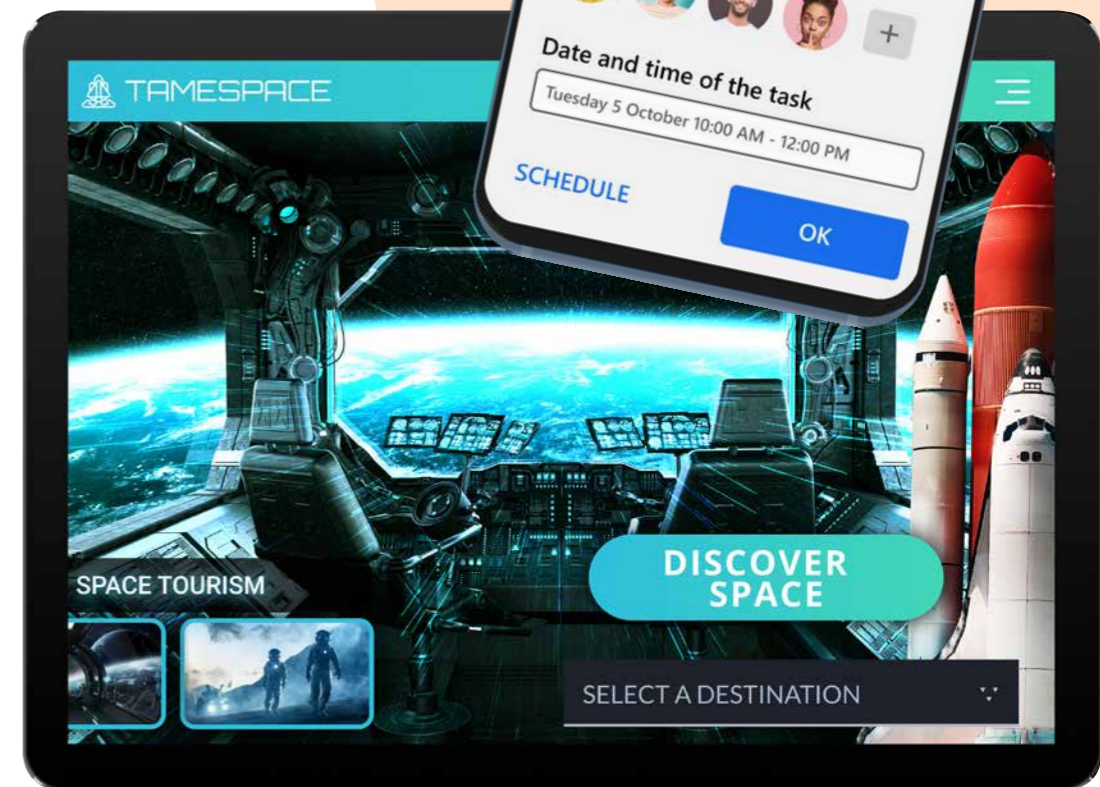 TAMESPACE
Date and time of the task
Tuesday 5 October 10:00 AM - 12:00 PM
SCHEDULE
OK
SPACE TOURISM
DISCOVER
SPACE
SELECT A DESTINATION